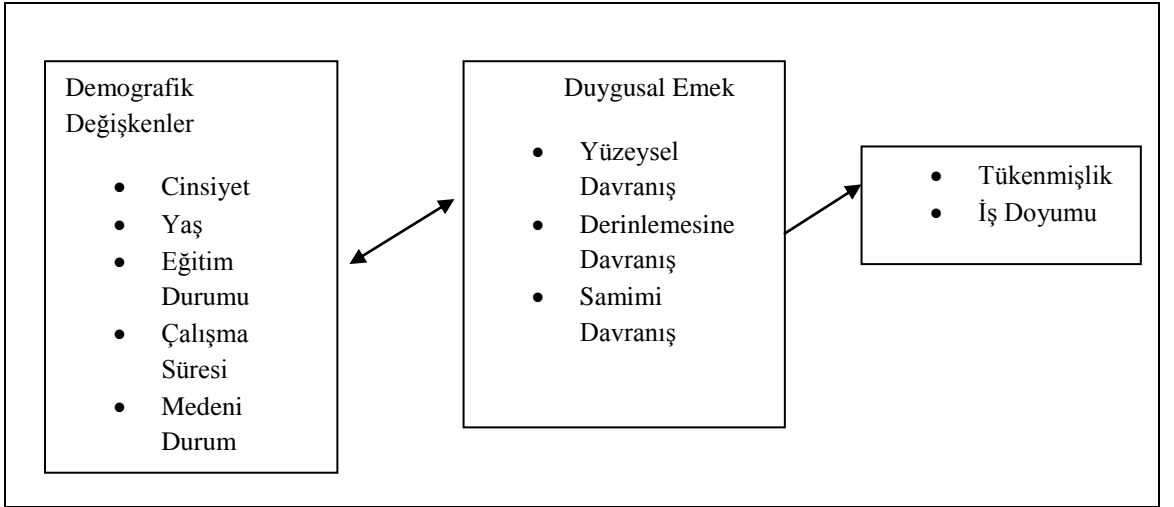 Demografik
Değişkenler
• Cinsiyet
• Yaş
• Eğitim
Durumu
• Çalışma
Süresi
• Medeni
Durum
Duygusal Emek
• Yüzeysel
Davranış
• Derinlemesine
Davranış
• Samimi
Davranış
• Tükenmişlik
• İş Doyumu